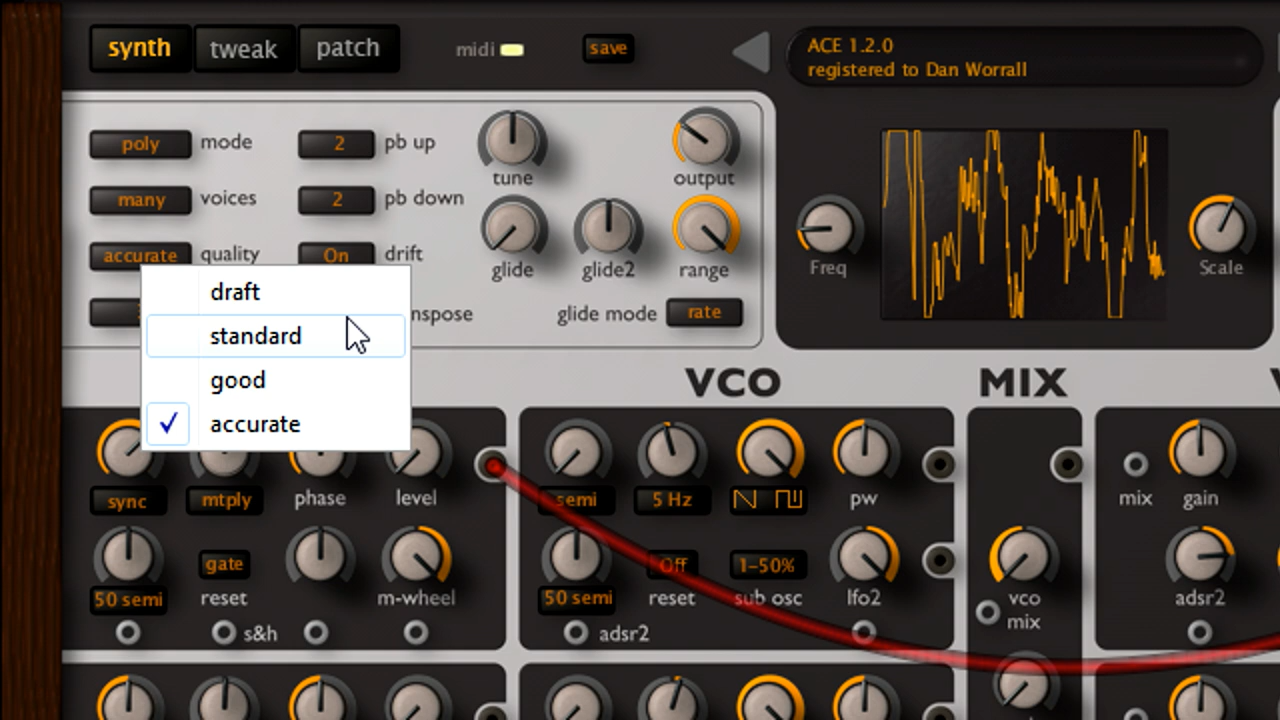 synth tweak patch midi save
ACE 1.2.0
registered to Dan Worrall
poly mode 2 pb up
tune output
many voices 2 pb down
accurate quality On drift
glide glide2 range
Freq Scale
nspose glide mode rate
draft
standard
good
accurate
VCO MIX
sync mtply phase level semi 5 Hz pw mix gain
gate Off 1-50%
50 semi reset m-wheel 50 semi reset sub osc lfo2 vco mix adsr2
s&h adsr2